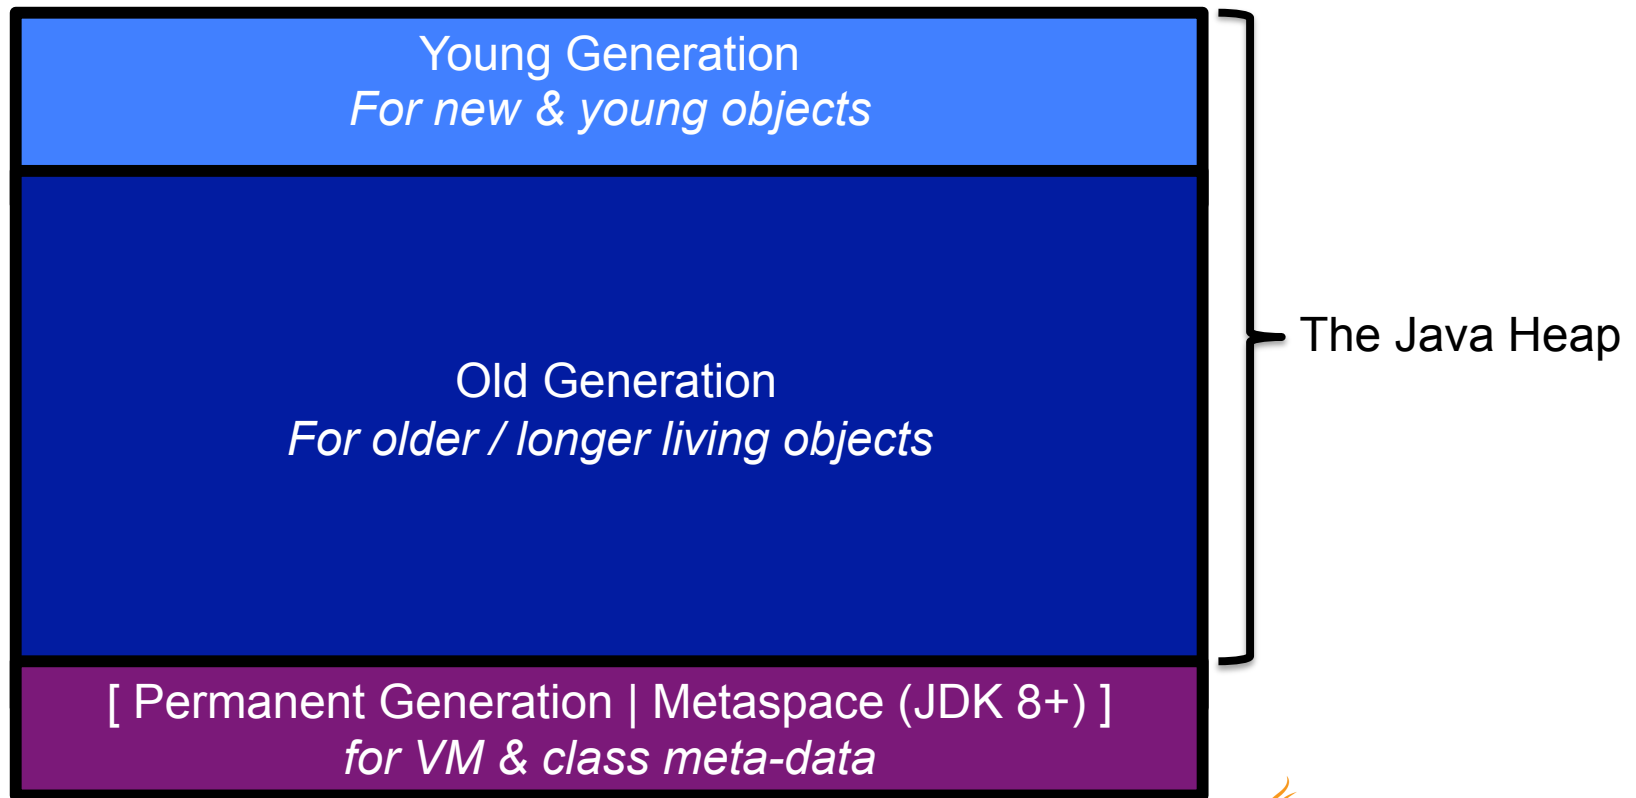 Young Generation
For new & young objects
Old Generation
For older / longer living objects
The Java Heap
[ Permanent Generation | Metaspace (JDK 8+) ]
for VM & class meta-data